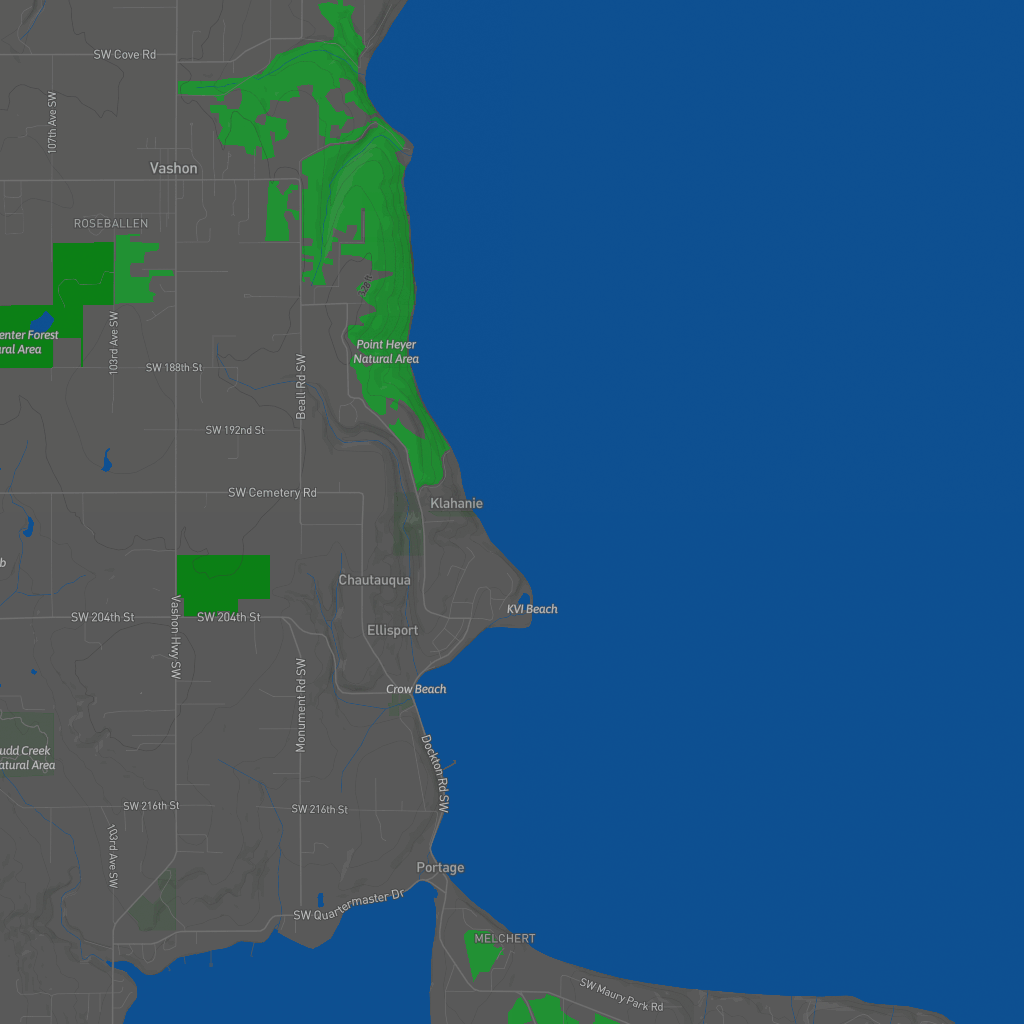 SW Cove Rd
107th Ave SW
Vashon
ROSEBALLEN
328 ft
enter Forest
ural Area
103rd Ave SW
Point Heyer
Natural Area
SW 188th St
Beall Rd SW
SW 192nd St
SW Cemetery Rd
Klahanie
b
Chautauqua
KVI Beach
SW 204th St
SW 204th St
Vashon Hwy SW
Ellisport
Crow Beach
Monument Rd SW
udd Creek
atural Area
Dockton Rd SW
SW 216th St
SW 216th St
103rd Ave SW
Portage
SW Quartermaster Dr
MELCHERT
SW Maury Park Rd